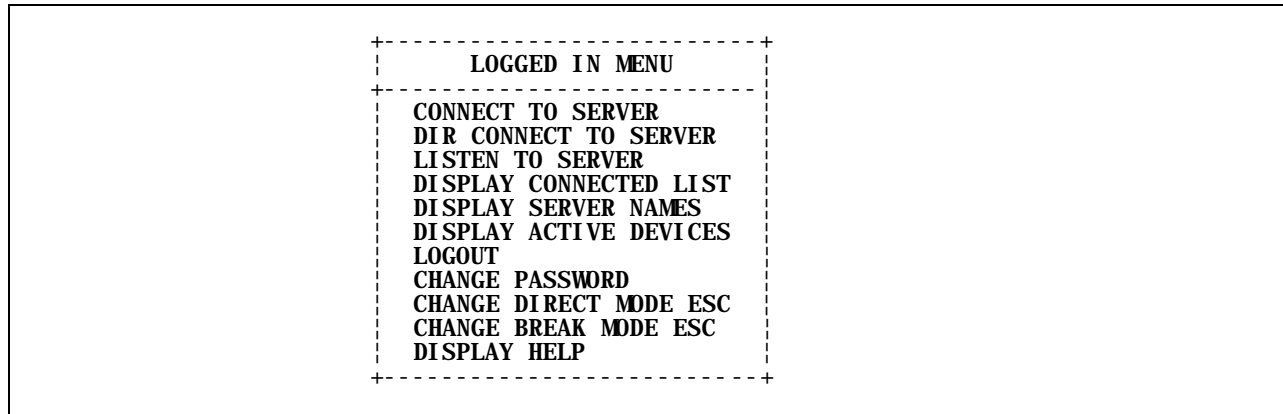 LOGGED IN MENU
CONNECT TO SERVER
DIR CONNECT TO SERVER
LISTEN TO SERVER
DISPLAY CONNECTED LIST
DISPLAY SERVER NAMES
DISPLAY ACTIVE DEVICES
LOGOUT
CHANGE PASSWORD
CHANGE DIRECT MODE ESC
CHANGE BREAK MODE ESC
DISPLAY HELP